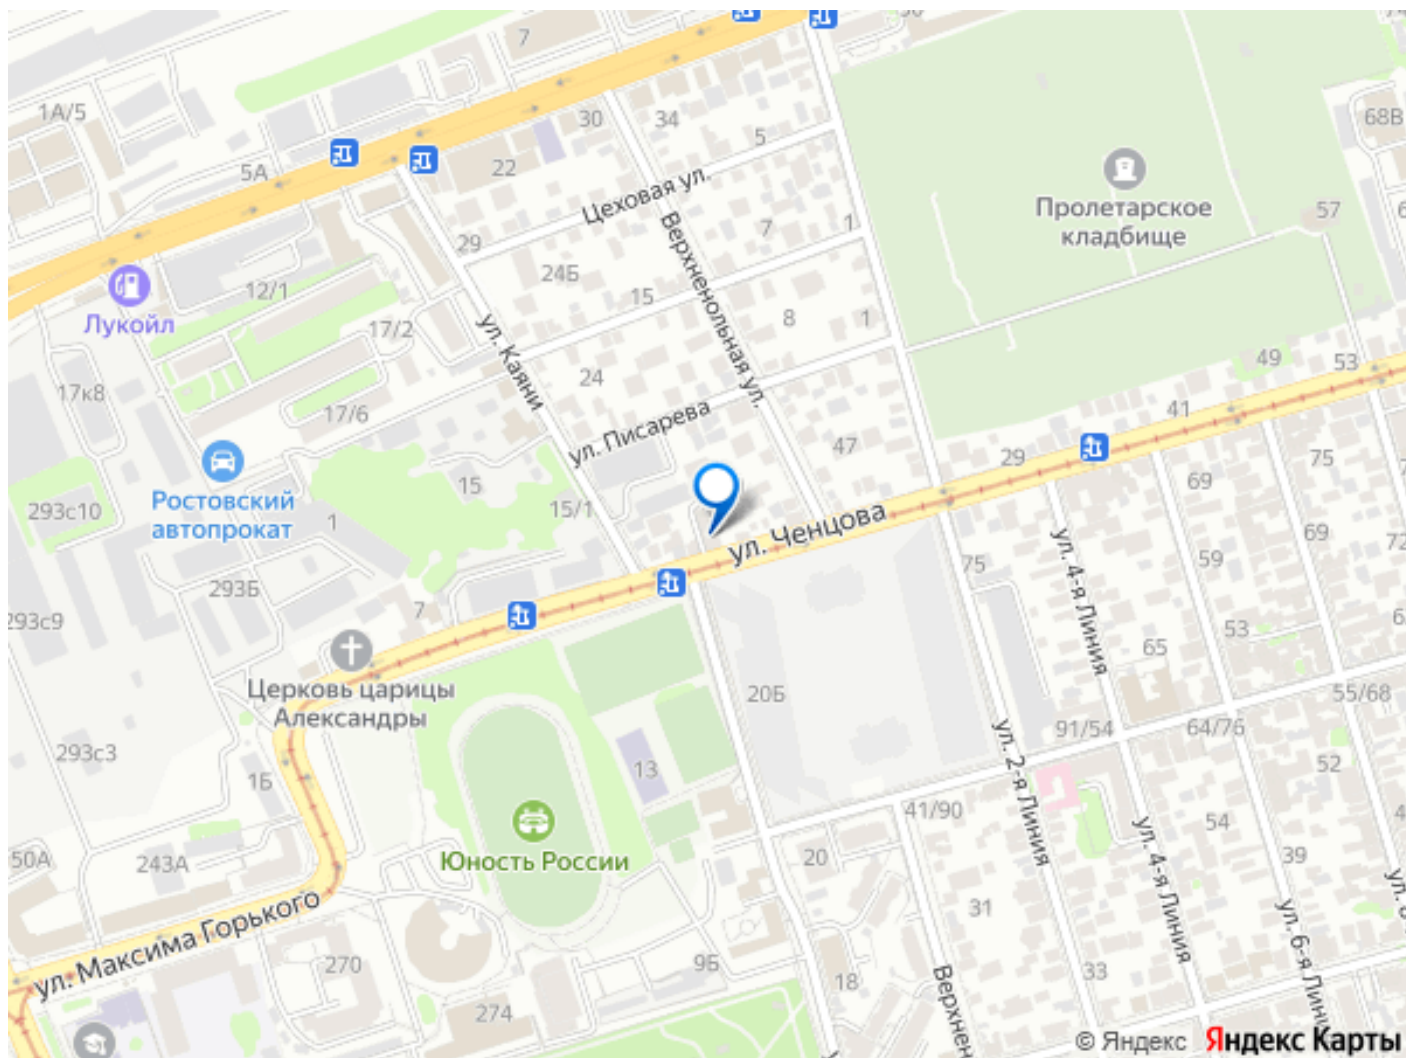 7
1А/5
30
34
5
68В
5А
22
Цеховая ул.
Пролетарское
кладбище
57
29
24Б
7
1
Верхненольная ул.
12/1
15
Лукойл
17/2
8
1
ул. Каяни
49
53
17к8
24
17/6
ул. Писарева
41
47
29
75
69
15
Ростовский
автопрокат
293с10
1
15/1
ул. Ченцова
69
72
293Б
75
59
ул. 4-я Линия
7
293с9
53
65
Церковь царицы
Александры
20Б
55/68
91/54
64/76
293с3
1Б
13
52
ул. 2-я Линия
41/90
54
50А
243А
Юность России
20
39
ул. 4-я Линия
ул. Максима Горького
31
270
9Б
33
18
274
ул. 6-я Лини
Верхнен
© Яндекс Яндекс Карты